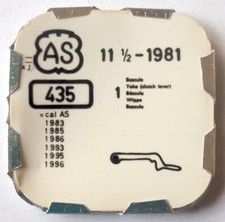 AS 11 ½ - 1981
435
1
Bascule
Yoke (clutch lever)
Bascule
Wippe
Bascula
= cal AS
1983
1985
1986
1993
1995
1996